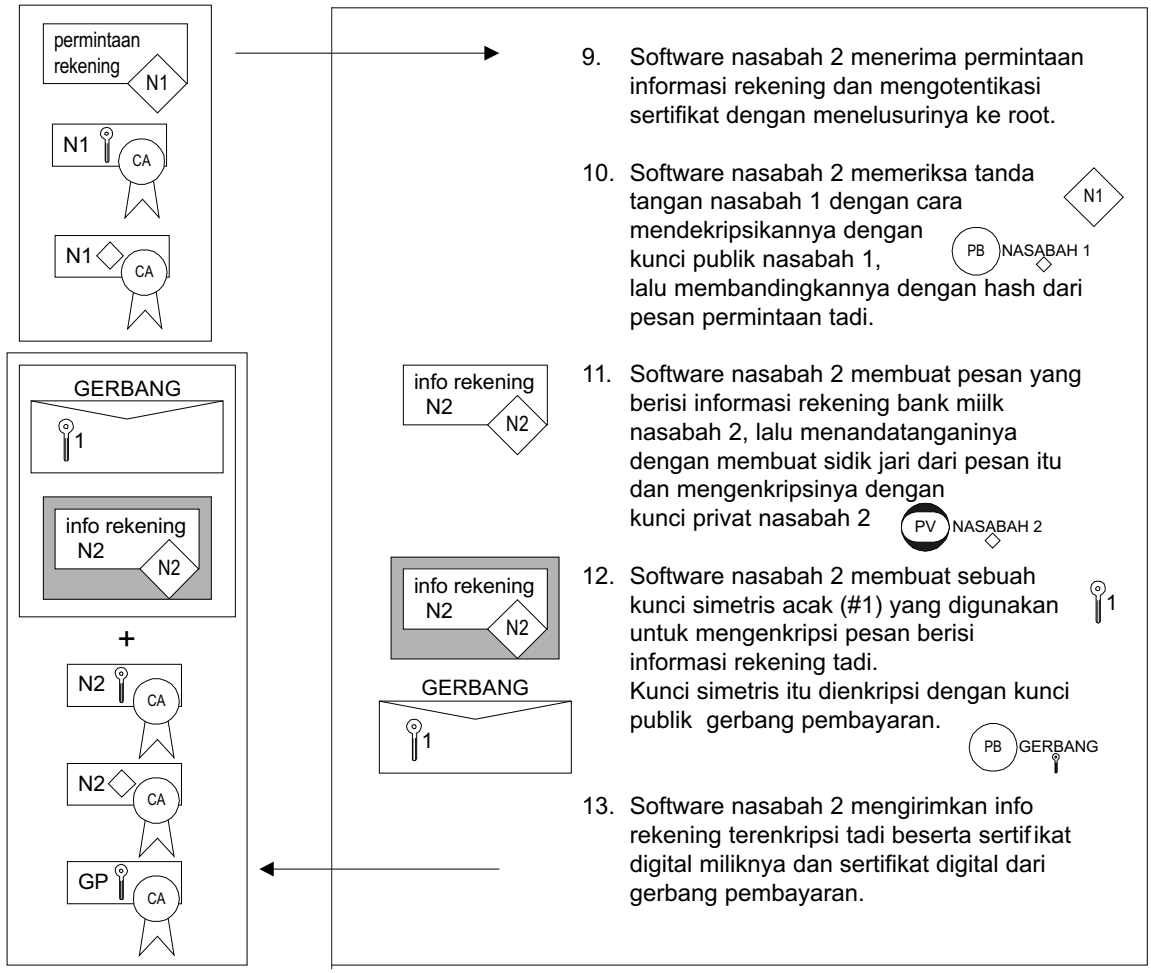 permintaan
rekening
N1
N1
CA
N1
CA
9. Software nasabah 2 menerima permintaan
informasi rekening dan mengotentikasi
sertifikat dengan menelusurinya ke root.
10. Software nasabah 2 memeriksa tanda
tangan nasabah 1 dengan cara
mendekripsikannya dengan
kunci publik nasabah 1,
lalu membandingkannya dengan hash dari
pesan permintaan tadi.
N1
PB NASABAH 1
GERBANG
1
info rekening
N2
N2
+
N2
CA
N2
CA
GP
CA
info rekening
N2
N2
11. Software nasabah 2 membuat pesan yang
berisi informasi rekening bank miilk
nasabah 2, lalu menandatanganinya
dengan membuat sidik jari dari pesan itu
dan mengenkripsinya dengan
kunci privat nasabah 2
PV NASABAH 2
info rekening
N2
N2
GERBANG
1
12. Software nasabah 2 membuat sebuah
kunci simetris acak (#1) yang digunakan
untuk mengenkripsi pesan berisi
informasi rekening tadi.
Kunci simetris itu dienkripsi dengan kunci
publik gerbang pembayaran.
1
PB GERBANG
13. Software nasabah 2 mengirimkan info
rekening terenkripsi tadi beserta sertifikat
digital miliknya dan sertifikat digital dari
gerbang pembayaran.